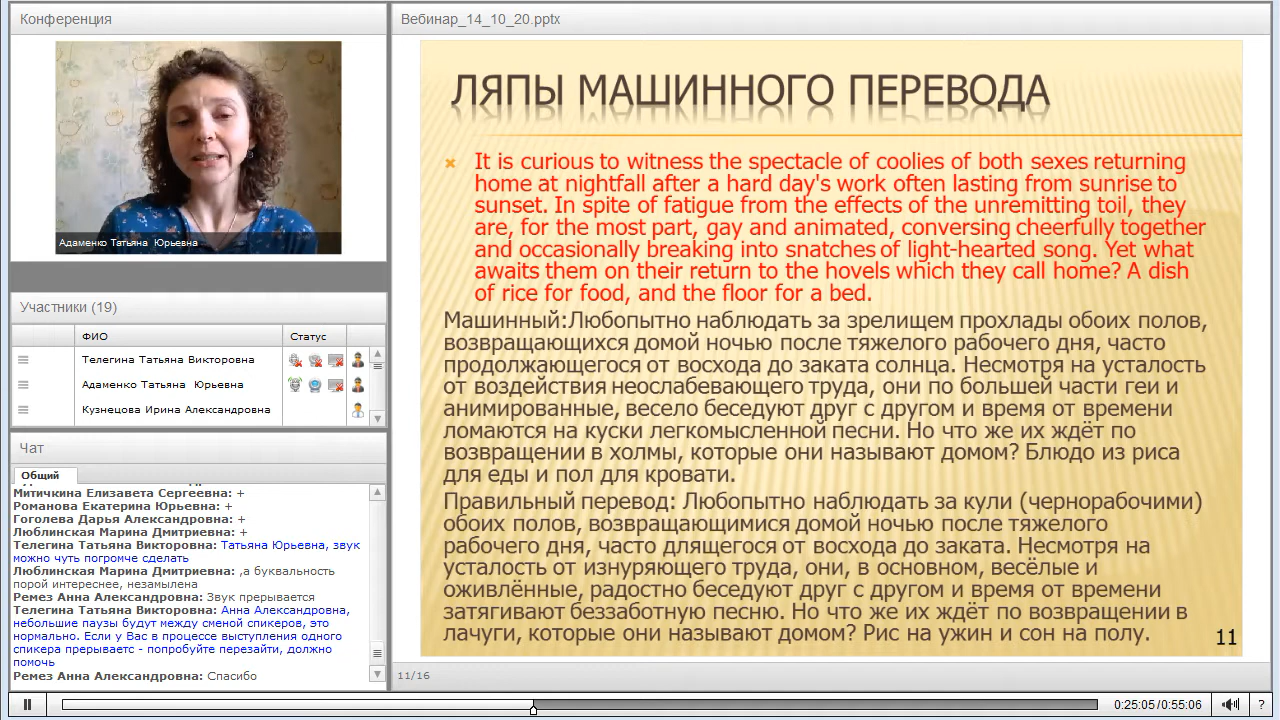 Конференция
Адаменко Татьяна  Юрьевна
Участники (19)
ФИО
Статус
Телегина Татьяна Викторовна
Адаменко Татьяна  Юрьевна
Кузнецова Ирина Александровна
Чат
Общий
Митичкина Елизавета Сергеевна: +
Романова Екатерина Юрьевна: +
Гоголева Дарья Александровна: +
Люблинская Марина Дмитриевна: +
Телегина Татьяна Викторовна: Татьяна Юрьевна, звук
можно чуть погромче сделать
Люблинская Марина Дмитриевна: ,а буквальность
порой интереснее, незамылена
Ремез Анна Александровна: Звук прерывается
Телегина Татьяна Викторовна: Анна Александровна,
небольшие паузы будут между сменой спикеров, это
нормально. Если у Вас в процессе выступления одного
спикера прерываетс - попробуйте перезайти, должно
помочь
Ремез Анна Александровна: Спасибо
Вебинар_14_10_20.pptx
ЛЯПЫ МАШИННОГО ПЕРЕВОДА
It is curious to witness the spectacle of coolies of both sexes returning
home at nightfall after a hard day's work often lasting from sunrise to
sunset. In spite of fatigue from the effects of the unremitting toil, they
are, for the most part, gay and animated, conversing cheerfully together
and occasionally breaking into snatches of light-hearted song. Yet what
awaits them on their return to the hovels which they call home? A dish
of rice for food, and the floor for a bed.
Машинный:Любопытно наблюдать за зрелищем прохлады обоих полов,
возвращающихся домой ночью после тяжелого рабочего дня, часто
продолжающегося от восхода до заката солнца. Несмотря на усталость
от воздействия неослабевающего труда, они по большей части геи и
анимированные, весело беседуют друг с другом и время от времени
ломаются на куски легкомысленной песни. Но что же их ждёт по
возвращении в холмы, которые они называют домом? Блюдо из риса
для еды и пол для кровати.
Правильный перевод: Любопытно наблюдать за кули (чернорабочими)
обоих полов, возвращающимися домой ночью после тяжелого
рабочего дня, часто длящегося от восхода до заката. Несмотря на
усталость от изнуряющего труда, они, в основном, весёлые и
оживлённые, радостно беседуют друг с другом и время от времени
затягивают беззаботную песню. Но что же их ждёт по возвращении в
лачуги, которые они называют домом? Рис на ужин и сон на полу.
11
11/16
0:25:05/0:55:06
?